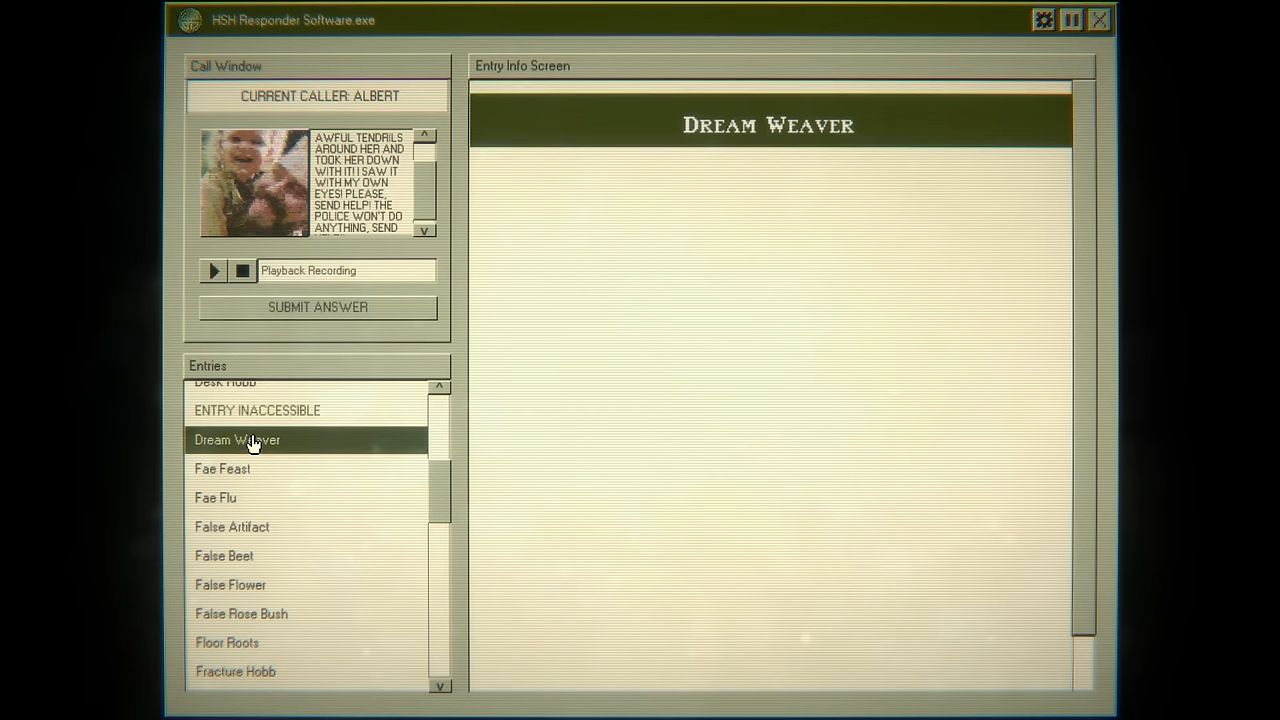 HSH Responder Software.exe
Call Window
CURRENT CALLER: ALBERT
AWFUL TENDRILS
AROUND HER AND
TOOK HER DOWN
WITH IT! I SAW IT
WITH MY OWN
EYES! PLEASE,
SEND HELP! THE
POLICE WON'T DO
ANYTHING, SEND
Playback Recording
SUBMIT ANSWER
Entries
Desk Hobb
ENTRY INACCESSIBLE
Dream Weaver
Fae Feast
Fae Flu
False Artifact
False Beet
False Flower
False Rose Bush
Floor Roots
Fracture Hobb
Entry Info Screen
Dream Weaver